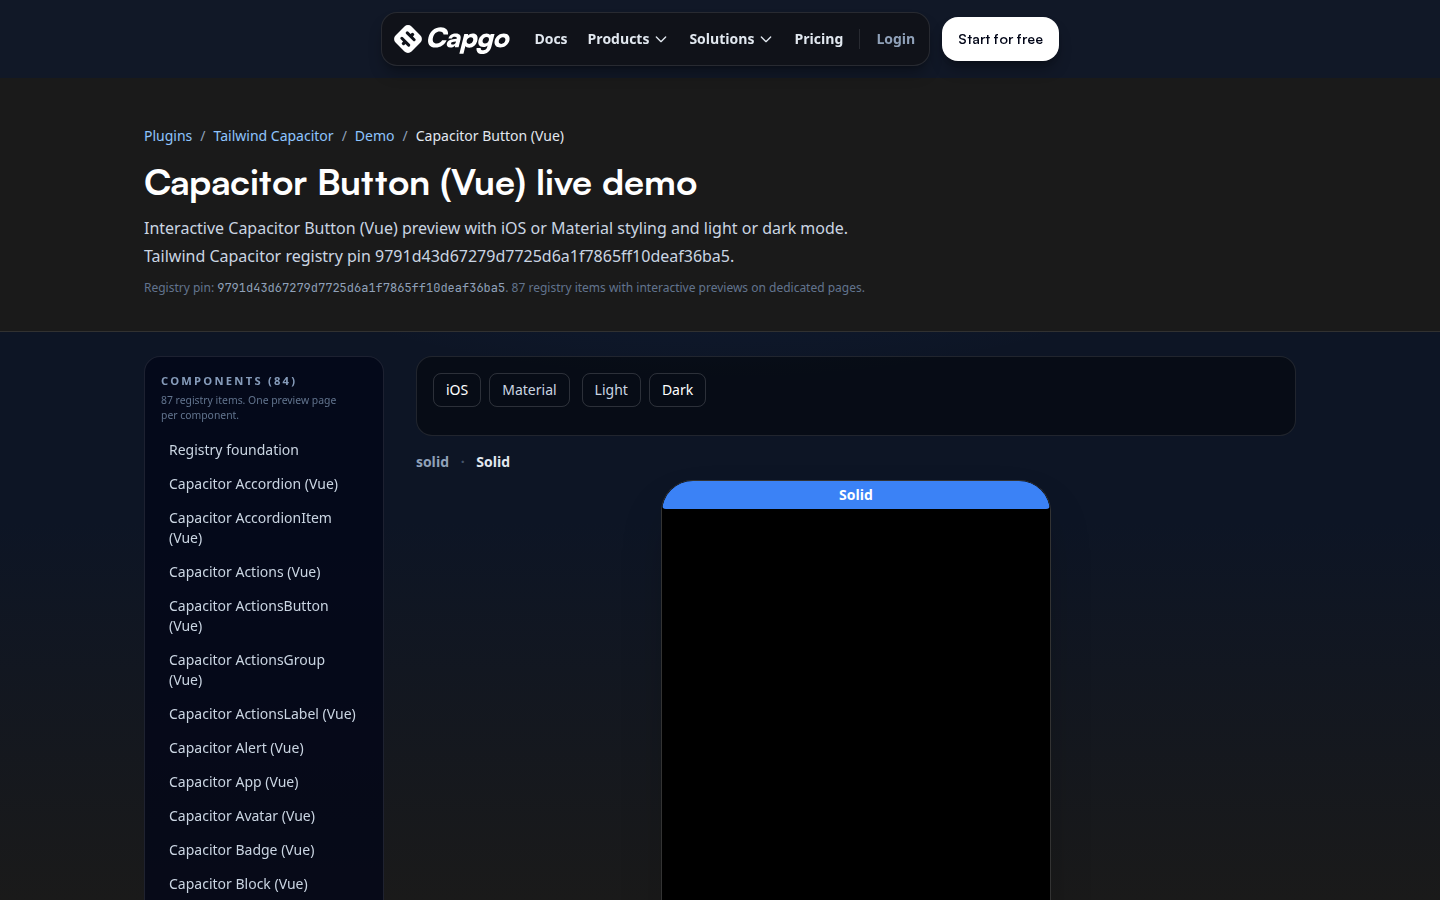 Capgo Docs Products Solutions Pricing Login Start for free
Plugins / Tailwind Capacitor / Demo / Capacitor Button (Vue)
Capacitor Button (Vue) live demo
Interactive Capacitor Button (Vue) preview with iOS or Material styling and light or dark mode.
Tailwind Capacitor registry pin 9791d43d67279d7725d6a1f7865ff10deaf36ba5.
Registry pin: 9791d43d67279d7725d6a1f7865ff10deaf36ba5. 87 registry items with interactive previews on dedicated pages.
COMPONENTS (84)
87 registry items. One preview page
per component.
Registry foundation
Capacitor Accordion (Vue)
Capacitor AccordionItem
(Vue)
Capacitor Actions (Vue)
Capacitor ActionsButton
(Vue)
Capacitor ActionsGroup
(Vue)
Capacitor ActionsLabel (Vue)
Capacitor Alert (Vue)
Capacitor App (Vue)
Capacitor Avatar (Vue)
Capacitor Badge (Vue)
Capacitor Block (Vue)
iOS Material Light Dark
solid · Solid
Solid